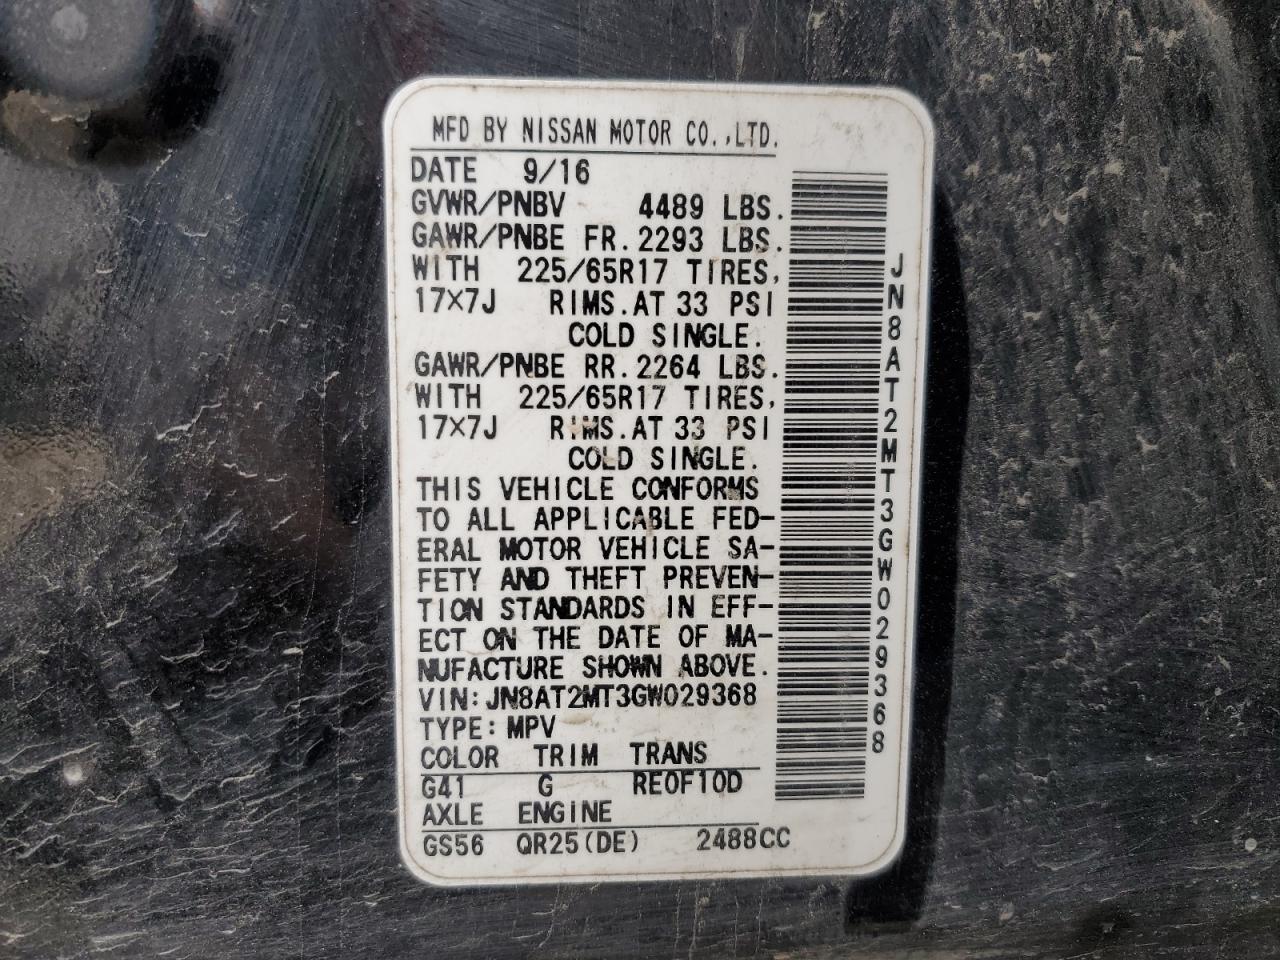 MFD BY NISSAN MOTOR CO.,LTD.
DATE 9/16
GVWR/PNBV 4489 LBS.
GAWR/PNBE FR.2293 LBS.
WITH 225/65R17 TIRES,
17×7J RIMS.AT 33 PSI
COLD SINGLE.
GAWR/PNBE RR.2264 LBS.
WITH 225/65R17 TIRES,
17×7J RIMS.AT 33 PSI
COLD SINGLE.
THIS VEHICLE CONFORMS
TO ALL APPLICABLE FED-
ERAL MOTOR VEHICLE SA-
FETY AND THEFT PREVEN-
TION STANDARDS IN EFF-
ECT ON THE DATE OF MA-
NUFACTURE SHOWN ABOVE.
VIN:JN8AT2MT3GW029368
TYPE:MPV
COLOR TRIM TRANS
G41 G RE0F10D
AXLE ENGINE
GS56 QR25(DE) 2488CC
JN8AT2MT3GW029368